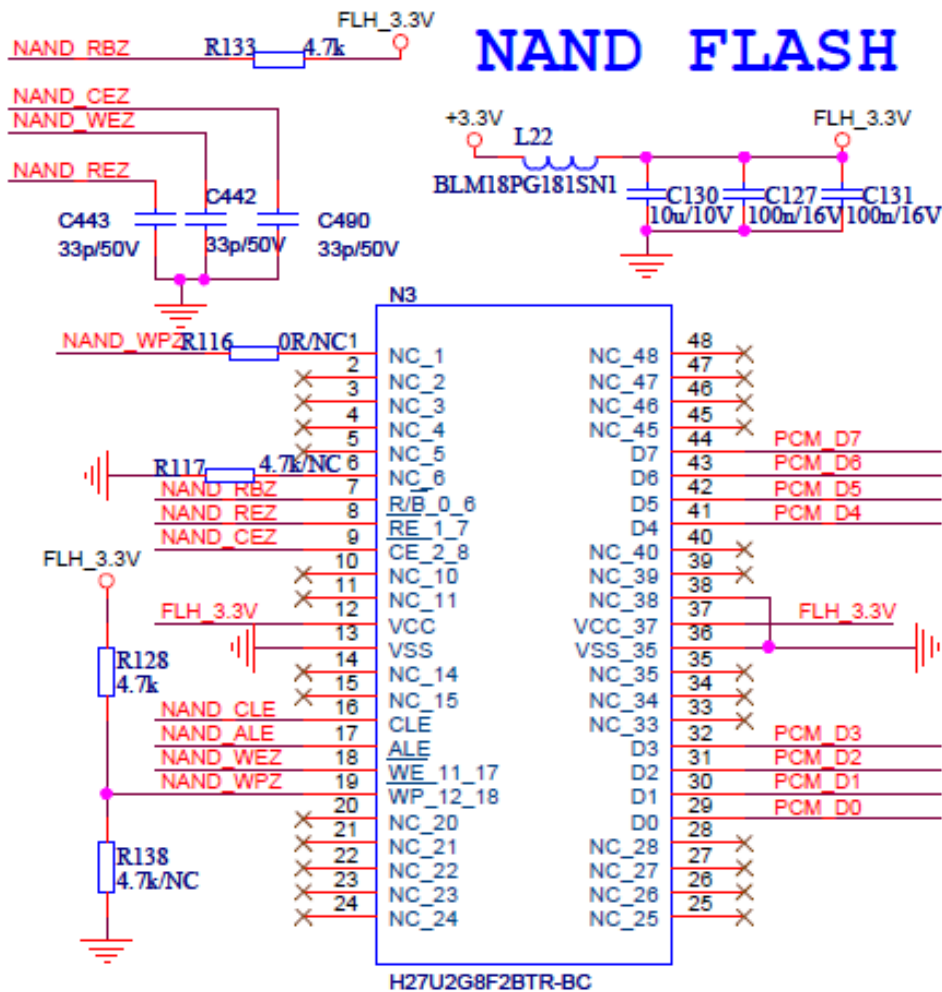 FLH_3.3V
NAND_RBZ R133 4.7k
NAND FLASH
NAND_CEZ
NAND_WEZ
NAND_REZ
+3.3V L22 FLH_3.3V
BLM18PG181SN1
C130 10u/10V
C127 100n/16V
C131 100n/16V
C443 33p/50V
C442 33p/50V
C490 33p/50V
N3
NAND_WPZ R116 0R/NC 1 NC_1 NC_48 48
2 NC_2 NC_47 47
3 NC_3 NC_46 46
4 NC_4 NC_45 45
5 NC_5 D7 44 PCM_D7
R117 4.7k/NC 6 NC_6 D6 43 PCM_D6
NAND_RBZ 7 R/B_0_6 D5 42 PCM_D5
NAND_REZ 8 RE_1_7 D4 41 PCM_D4
NAND_CEZ 9 CE_2_8 NC_40 40
FLH_3.3V
10 NC_10 NC_39 39
11 NC_11 NC_38 38
FLH_3.3V 12 VCC VCC_37 37 FLH_3.3V
13 VSS VSS_35 36
14 NC_14 NC_35 35
R128 4.7k
15 NC_15 NC_34 34
NAND_CLE 16 CLE NC_33 33
NAND_ALE 17 ALE D3 32 PCM_D3
NAND_WEZ 18 WE_11_17 D2 31 PCM_D2
NAND_WPZ 19 WP_12_18 D1 30 PCM_D1
20 NC_20 D0 29 PCM_D0
21 NC_21 NC_28 28
R138 4.7k/NC
22 NC_22 NC_27 27
23 NC_23 NC_26 26
24 NC_24 NC_25 25
H27U2G8F2BTR-BC